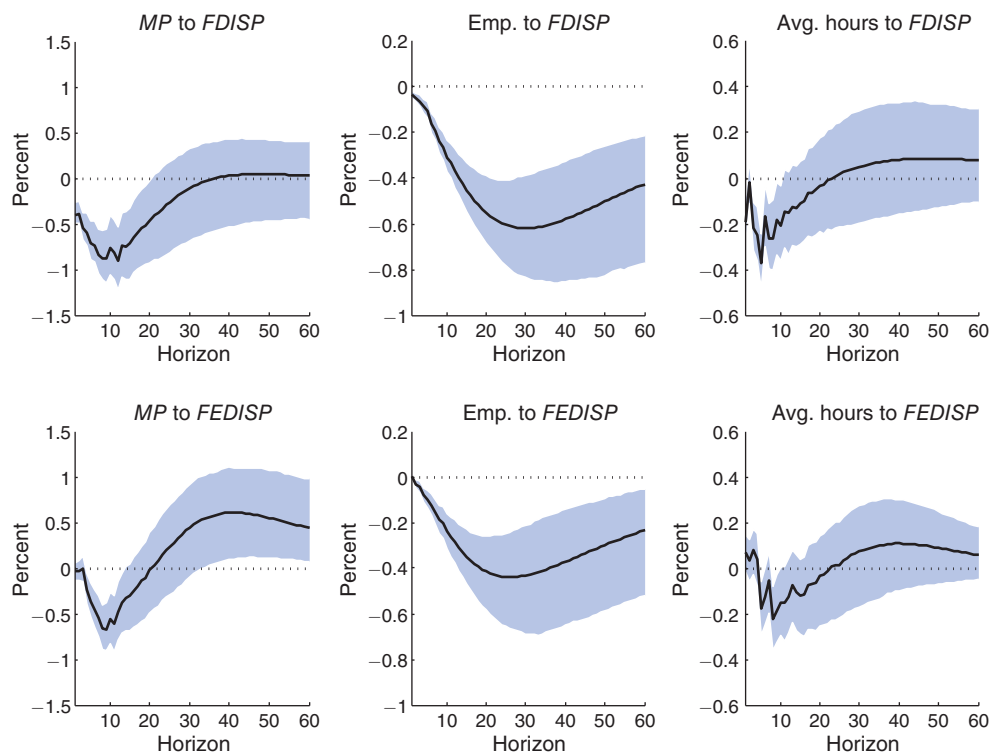 MP to FDISP
Emp. to FDISP
Avg. hours to FDISP
Percent
1.5
1
0.5
0
−0.5
−1
−1.5
10 20 30 40 50 60
Horizon
Percent
0.2
0
−0.2
−0.4
−0.6
−0.8
−1
10 20 30 40 50 60
Horizon
Percent
0.6
0.4
0.2
0
−0.2
−0.4
−0.6
10 20 30 40 50 60
Horizon
MP to FEDISP
Emp. to FEDISP
Avg. hours to FEDISP
Percent
1.5
1
0.5
0
−0.5
−1
−1.5
10 20 30 40 50 60
Horizon
Percent
0.2
0
−0.2
−0.4
−0.6
−0.8
−1
10 20 30 40 50 60
Horizon
Percent
0.6
0.4
0.2
0
−0.2
−0.4
−0.6
10 20 30 40 50 60
Horizon